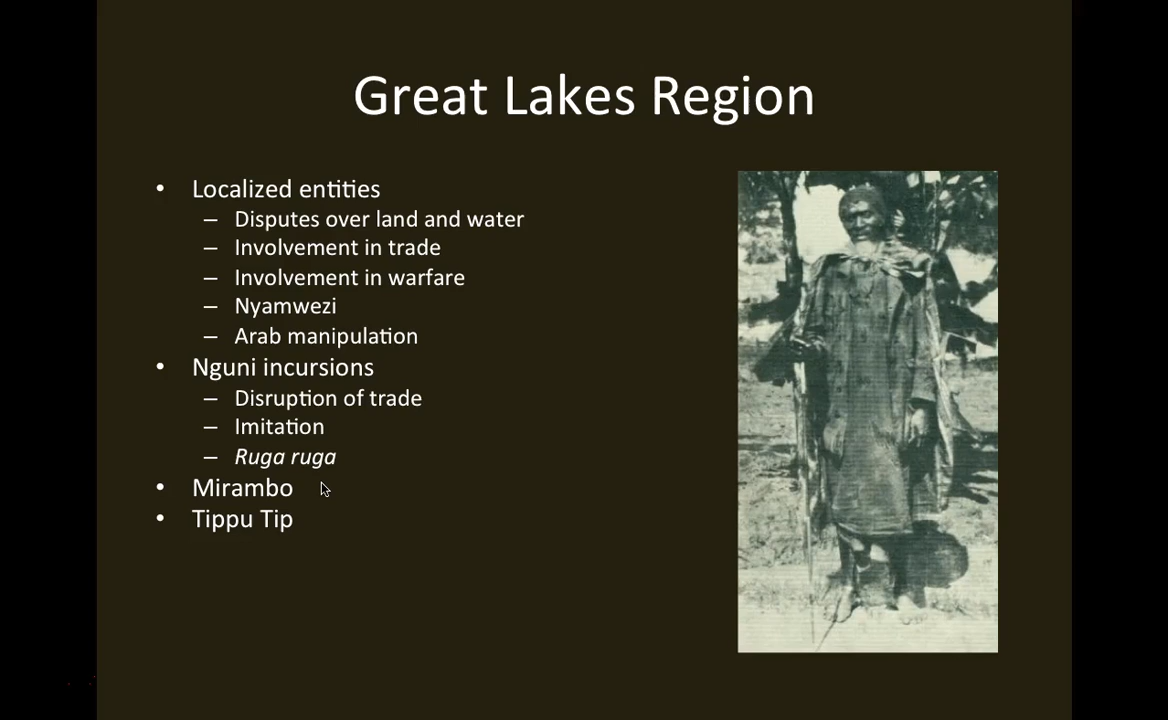 Great Lakes Region
• Localized entities
– Disputes over land and water
– Involvement in trade
– Involvement in warfare
– Nyamwezi
– Arab manipulation
• Nguni incursions
– Disruption of trade
– Imitation
– Ruga ruga
• Mirambo
• Tippu Tip